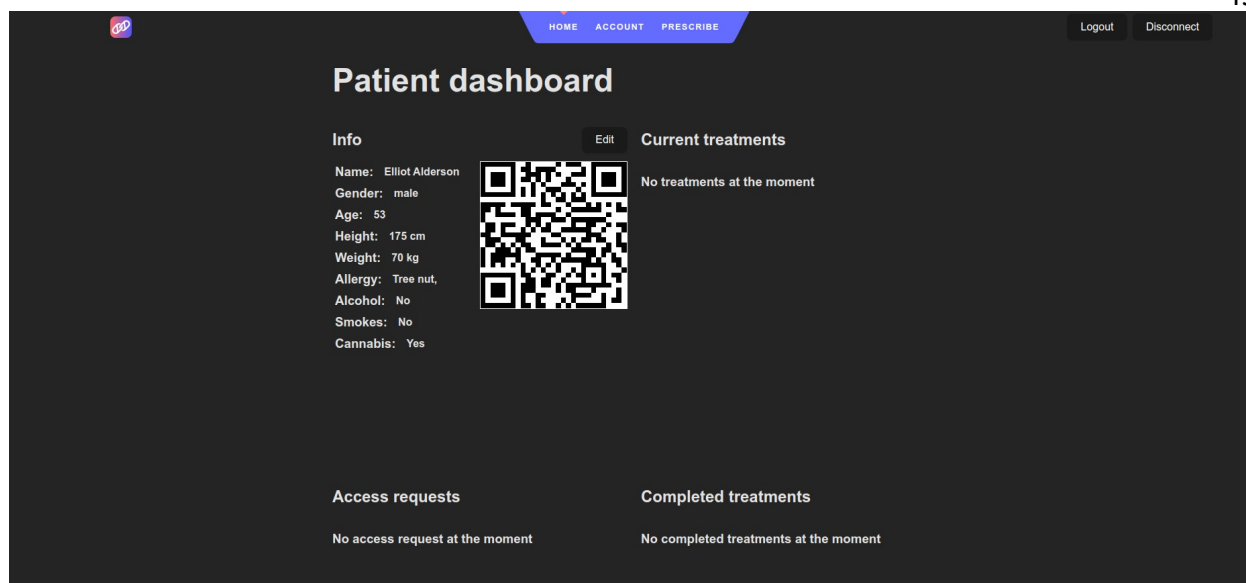 HOME ACCOUNT PRESCRIBE
Logout Disconnect
Patient dashboard
Info
Edit
Name: Elliot Alderson
Gender: male
Age: 53
Height: 175 cm
Weight: 70 kg
Allergy: Tree nut,
Alcohol: No
Smokes: No
Cannabis: Yes
Current treatments
No treatments at the moment
Access requests
No access request at the moment
Completed treatments
No completed treatments at the moment